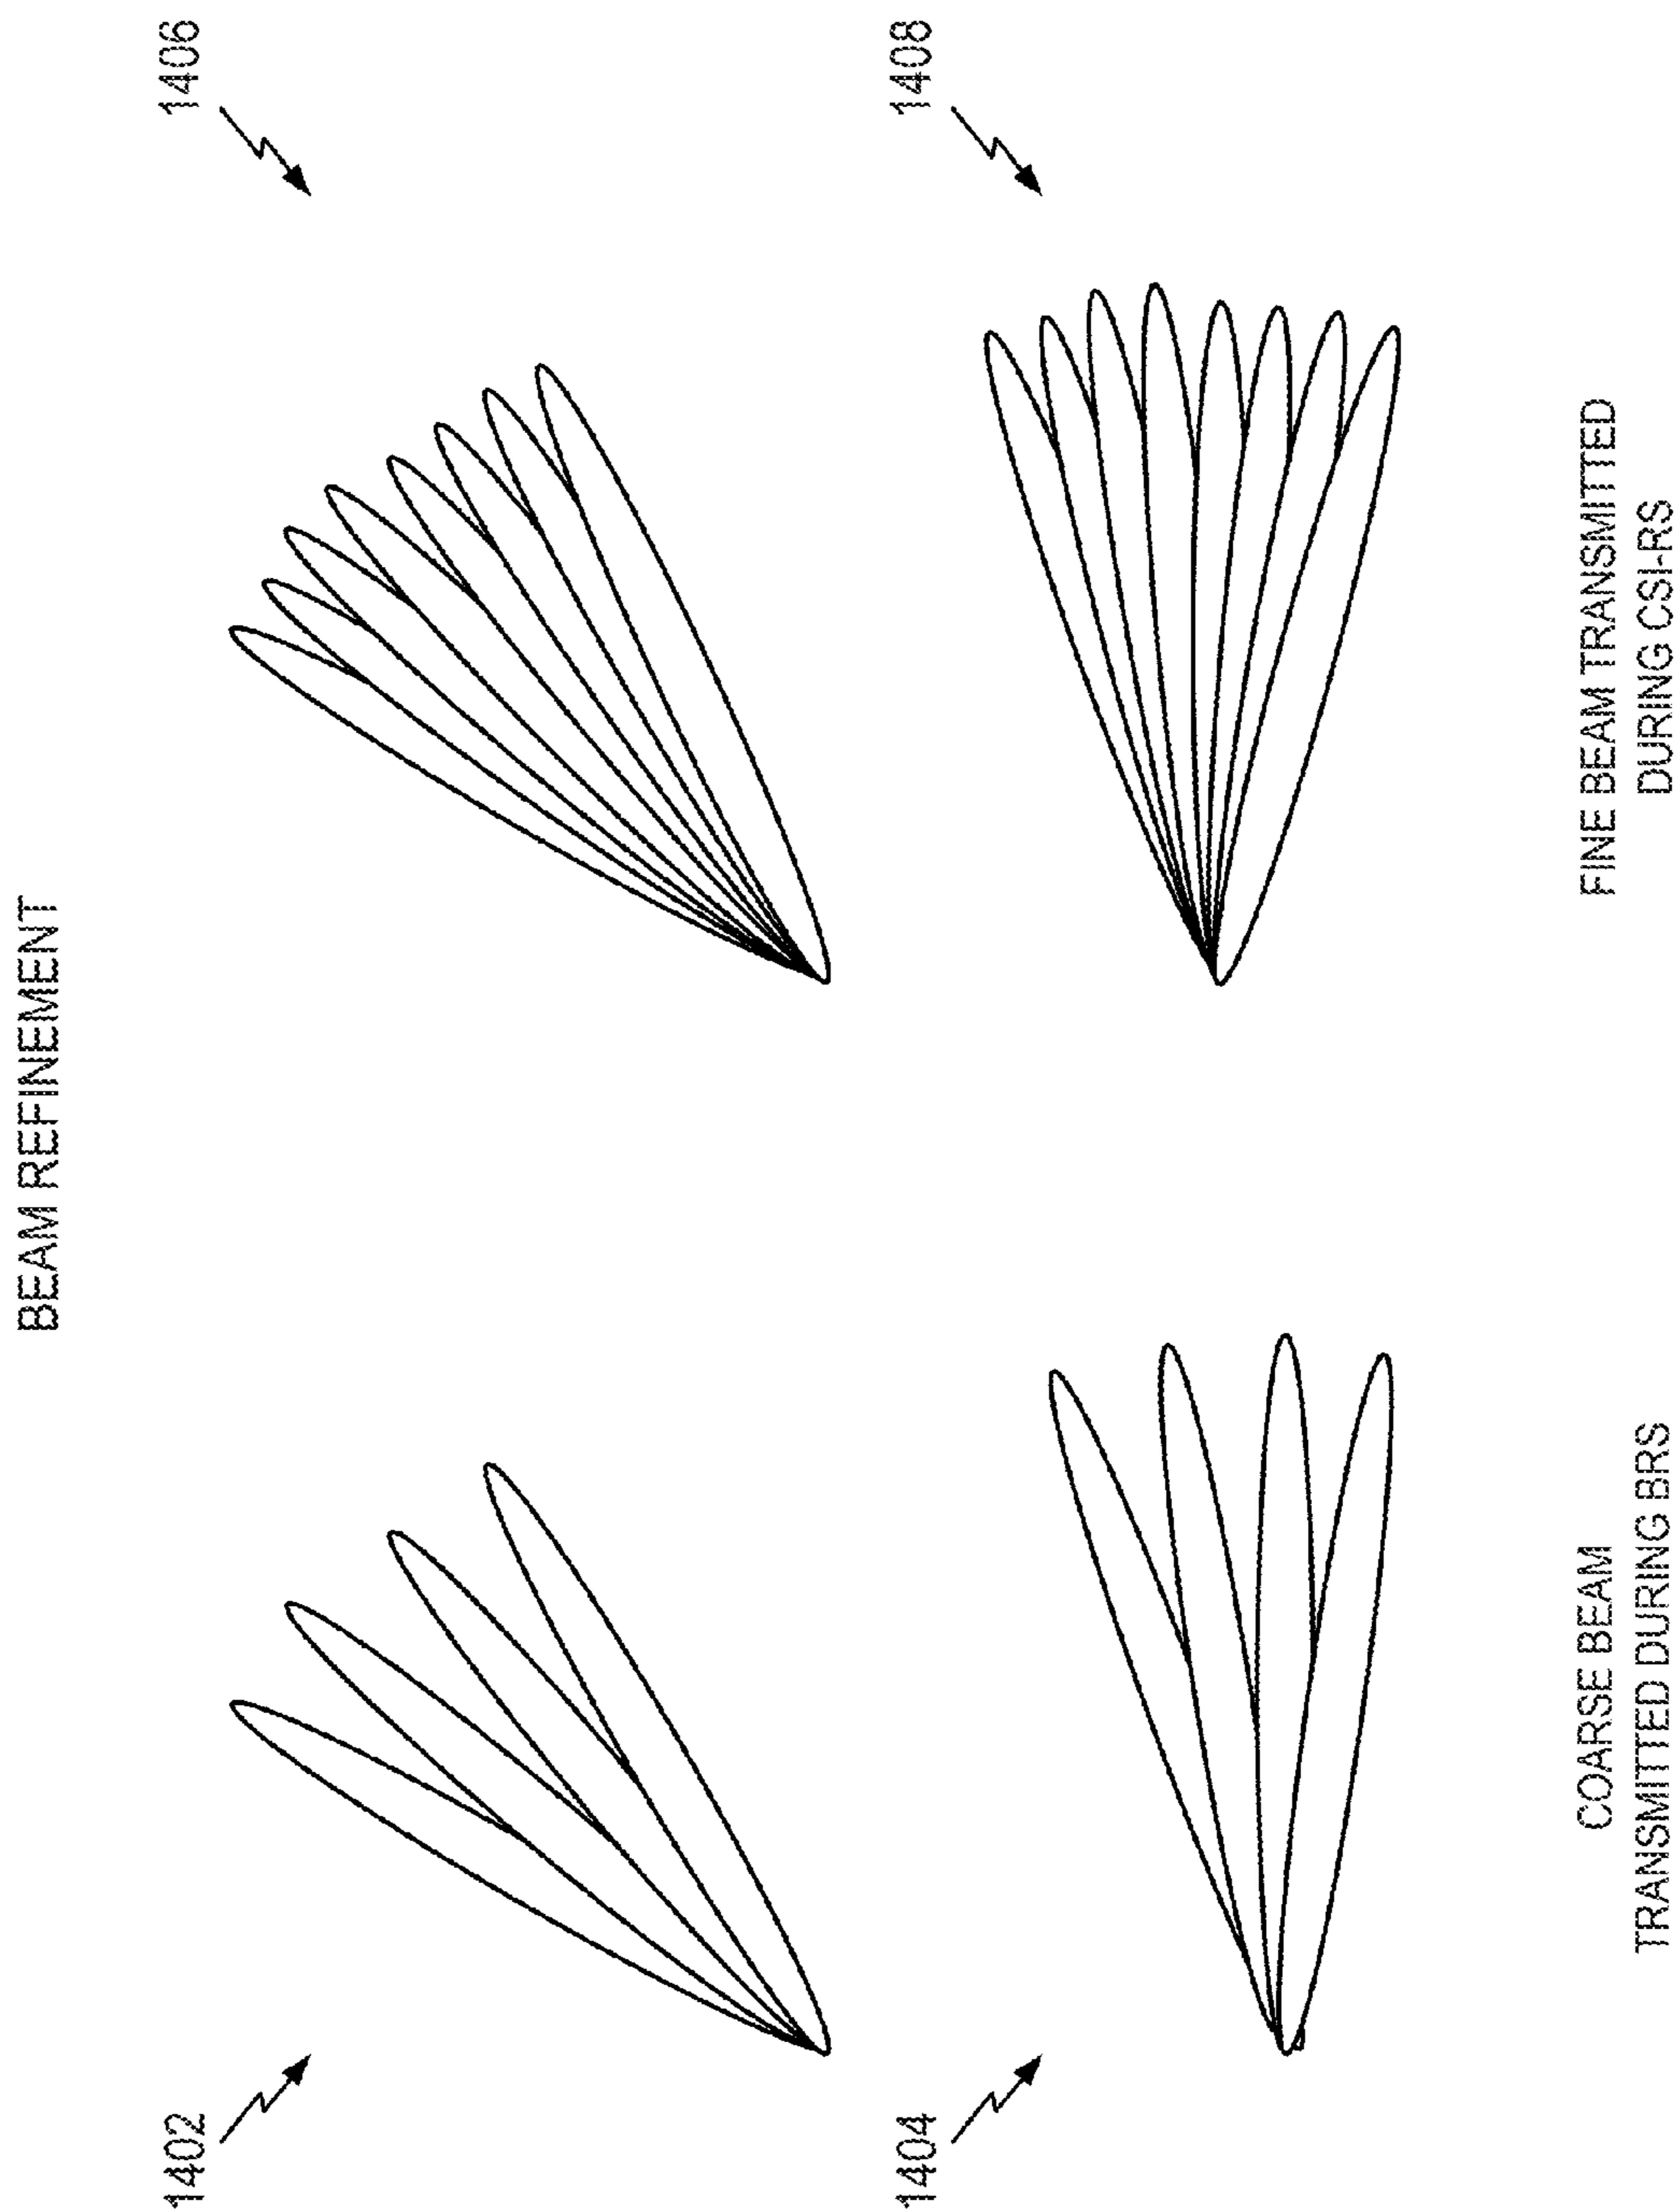 BEAM REFINEMENT
1402
1406
1404
1408
COARSE BEAM
TRANSMITTED DURING BRS
FINE BEAM TRANSMITTED
DURING CSI-RS